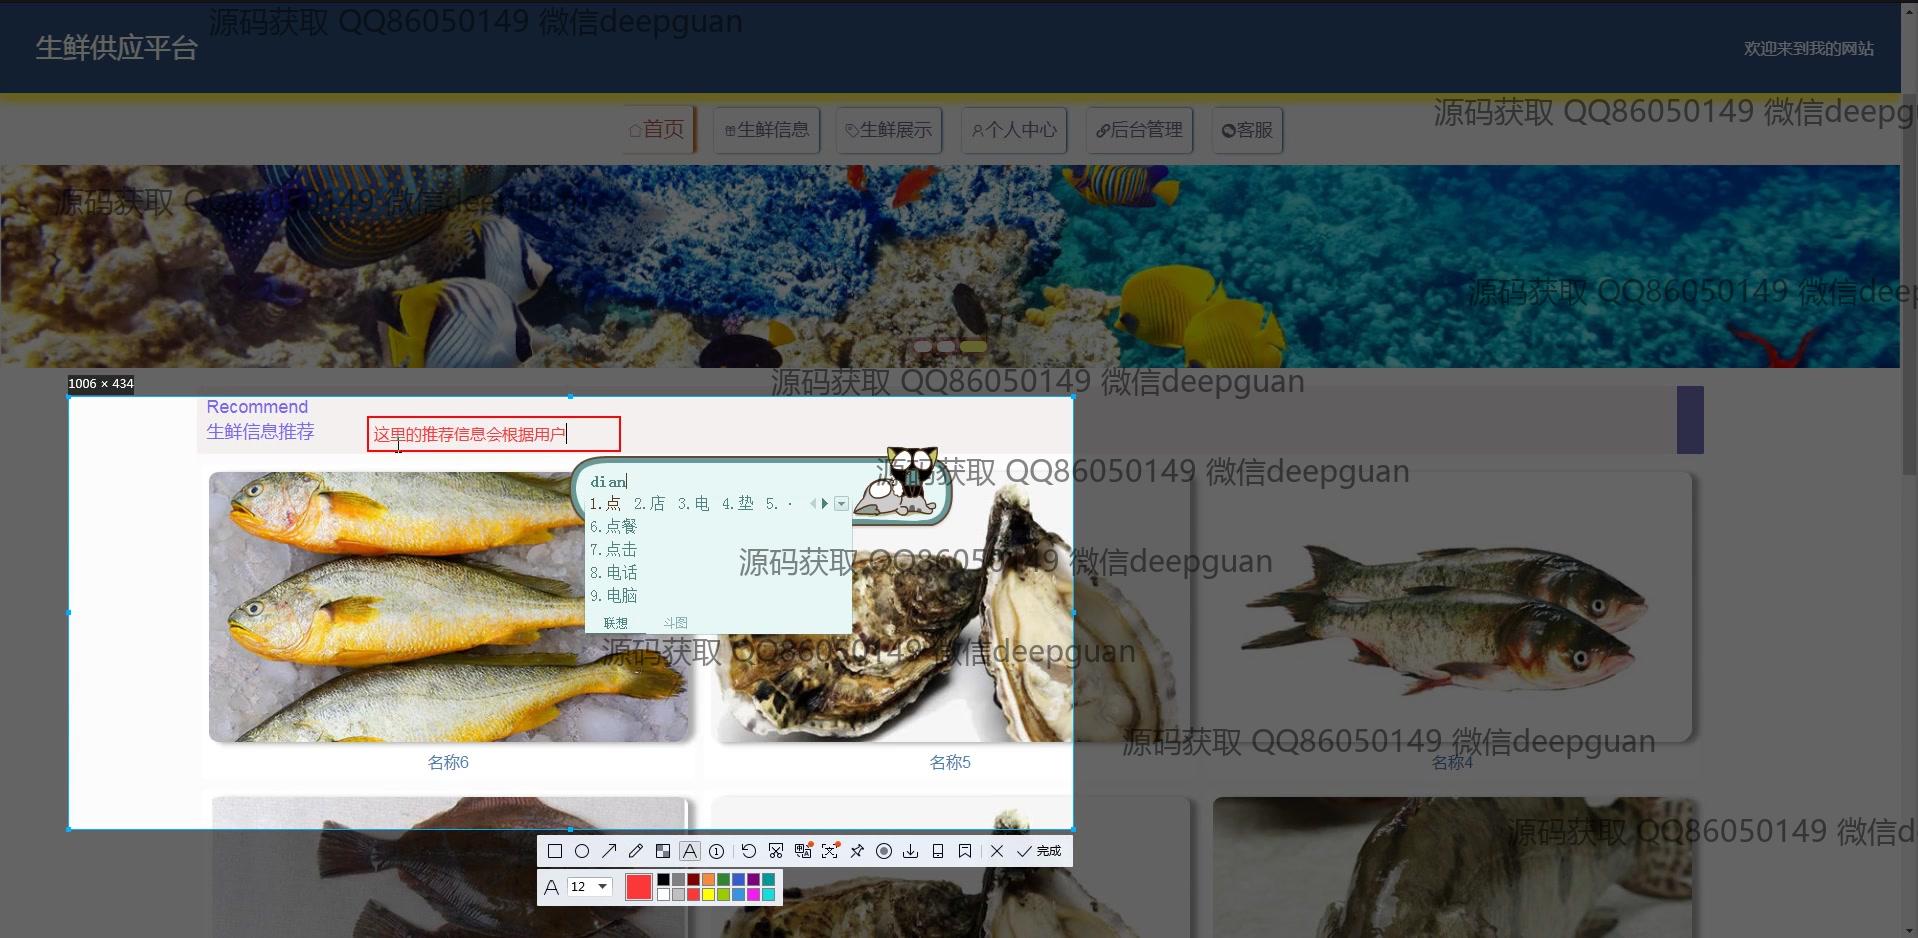 源码获取 QQ86050149 微信deepguan
生鲜供应平台
欢迎来到我的网站
源码获取 QQ86050149 微信deepg
首页
生鲜信息
生鲜展示
个人中心
后台管理
客服
源码获取 QQ86050149 微信deepguan
源码获取 QQ86050149 微信deep
1006 × 434
源码获取 QQ86050149 微信deepguan
Recommend
生鲜信息推荐
这里的推荐信息会根据用户
源码获取 QQ86050149 微信deepguan
dian
1.点 2.店 3.电 4.垫 5. ·
6.点餐
7.点击
8.电话
9.电脑
联想 斗图
源码获取 QQ86050149 微信deepguan
源码获取 QQ86050149 微信deepguan
源码获取 QQ86050149 微信deepguan
名称6
名称5
名称4
源码获取 QQ86050149 微信d
A 1 完成
A 12